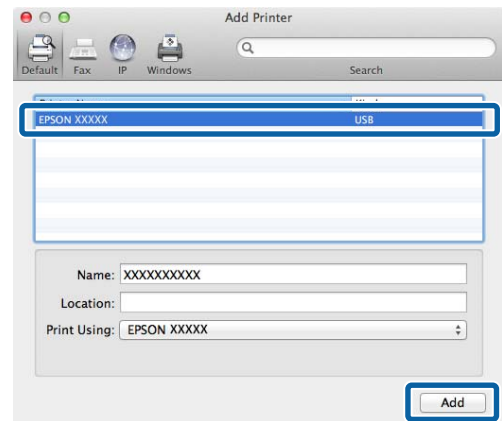 Add Printer
Default Fax IP Windows Search
EPSON XXXXX USB
Name: XXXXXXXXXX
Location:
Print Using: EPSON XXXXX
Add